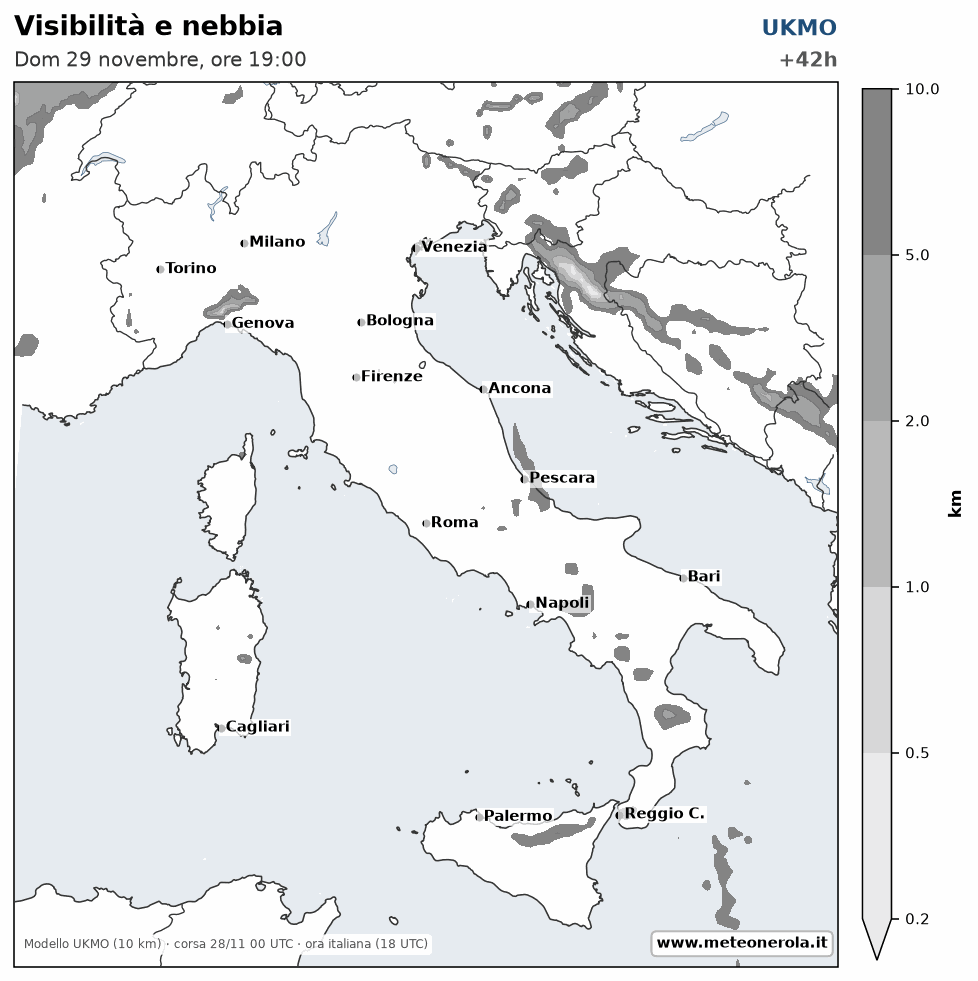 Visibilità e nebbia
UKMO
Dom 29 novembre, ore 19:00
+42h
10.0
5.0
2.0
1.0
0.5
0.2
km
Milano
Venezia
Torino
Genova
Bologna
Firenze
Ancona
Pescara
Roma
Bari
Napoli
Cagliari
Palermo
Reggio C.
Modello UKMO (10 km) · corsa 28/11 00 UTC · ora italiana (18 UTC)
www.meteonerola.it